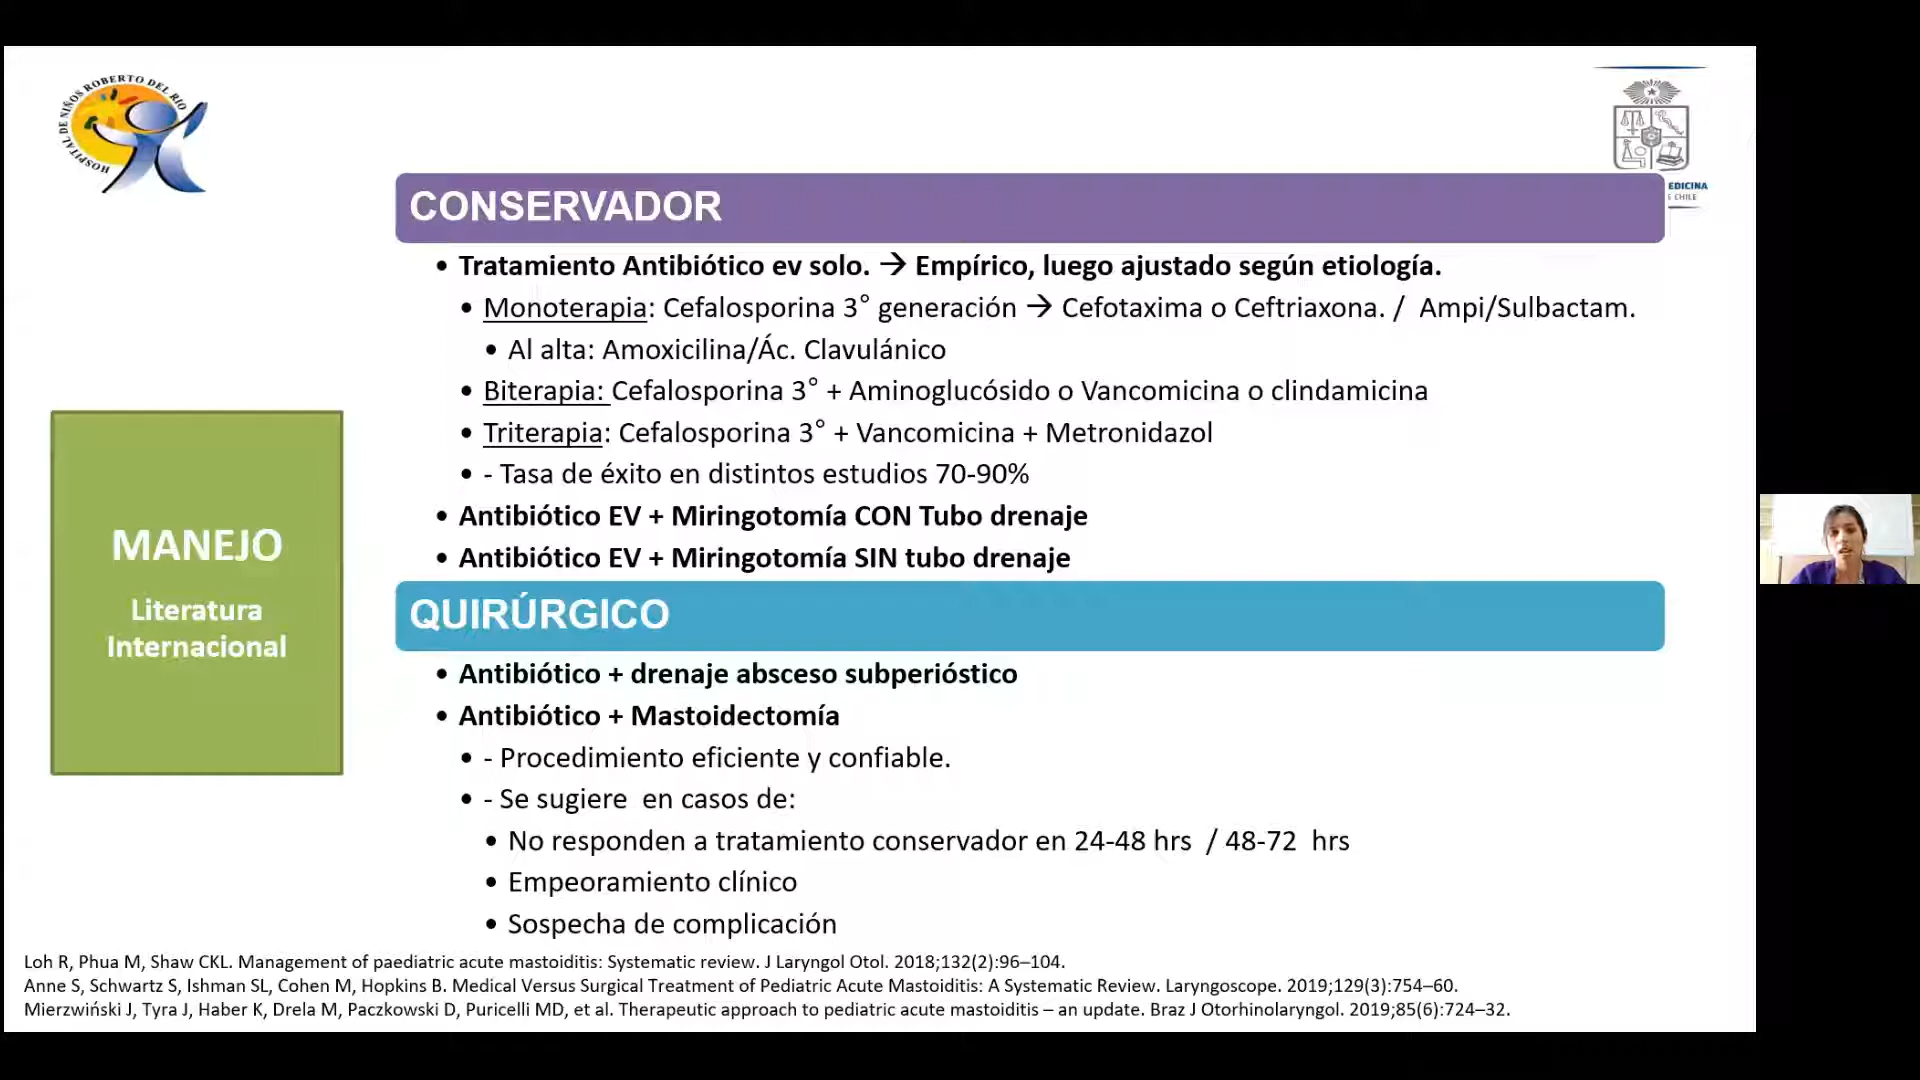 HOSPITAL DE NIÑOS ROBERTO DEL RIO
EDICINA
E CHILE
CONSERVADOR
• Tratamiento Antibiótico ev solo. → Empírico, luego ajustado según etiología.
• Monoterapia: Cefalosporina 3° generación → Cefotaxima o Ceftriaxona. / Ampi/Sulbactam.
• Al alta: Amoxicilina/Ác. Clavulánico
• Biterapia: Cefalosporina 3° + Aminoglucósido o Vancomicina o clindamicina
• Triterapia: Cefalosporina 3° + Vancomicina + Metronidazol
• - Tasa de éxito en distintos estudios 70-90%
• Antibiótico EV + Miringotomía CON Tubo drenaje
• Antibiótico EV + Miringotomía SIN tubo drenaje
MANEJO
Literatura
Internacional
QUIRÚRGICO
• Antibiótico + drenaje absceso subperióstico
• Antibiótico + Mastoidectomía
• - Procedimiento eficiente y confiable.
• - Se sugiere en casos de:
• No responden a tratamiento conservador en 24-48 hrs / 48-72 hrs
• Empeoramiento clínico
• Sospecha de complicación
Loh R, Phua M, Shaw CKL. Management of paediatric acute mastoiditis: Systematic review. J Laryngol Otol. 2018;132(2):96–104.
Anne S, Schwartz S, Ishman SL, Cohen M, Hopkins B. Medical Versus Surgical Treatment of Pediatric Acute Mastoiditis: A Systematic Review. Laryngoscope. 2019;129(3):754–60.
Mierzwiński J, Tyra J, Haber K, Drela M, Paczkowski D, Puricelli MD, et al. Therapeutic approach to pediatric acute mastoiditis – an update. Braz J Otorhinolaryngol. 2019;85(6):724–32.